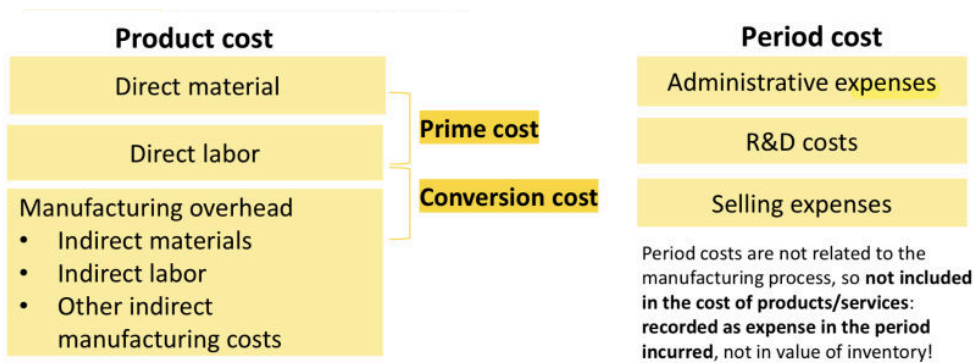 Product cost
Direct material
Direct labor
Manufacturing overhead
• Indirect materials
• Indirect labor
• Other indirect
manufacturing costs
Prime cost
Conversion cost
Period cost
Administrative expenses
R&D costs
Selling expenses
Period costs are not related to the
manufacturing process, so not included
in the cost of products/services:
recorded as expense in the period
incurred, not in value of inventory!